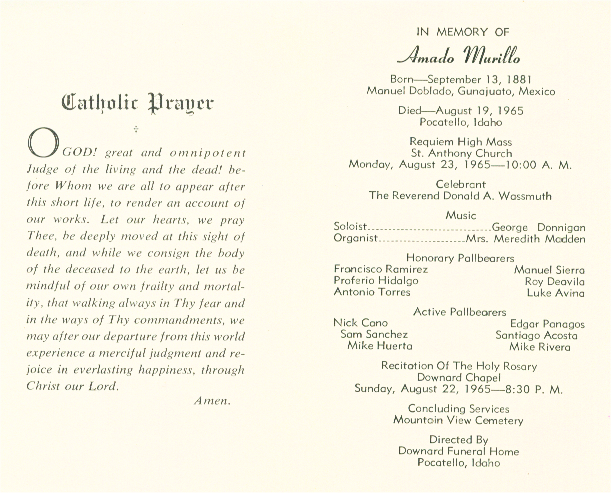 Catholic Prayer
O GOD! great and omnipotent
Judge of the living and the dead! be-
fore Whom we are all to appear after
this short life, to render an account of
our works. Let our hearts, we pray
Thee, be deeply moved at this sight of
death, and while we consign the body
of the deceased to the earth, let us be
mindful of our own frailty and mortal-
ity, that walking always in Thy fear and
in the ways of Thy commandments, we
may after our departure from this world
experience a merciful judgment and re-
joice in everlasting happiness, through
Christ our Lord.
Amen.
IN MEMORY OF
Amado Murillo
Born—September 13, 1881
Manuel Doblado, Gunajuato, Mexico
Died—August 19, 1965
Pocatello, Idaho
Requiem High Mass
St. Anthony Church
Monday, August 23, 1965—10:00 A. M.
Celebrant
The Reverend Donald A. Wassmuth
Music
Soloist------------------------------George Donnigan
Organist---------------------Mrs. Meredith Madden
Honorary Pallbearers
Francisco Ramirez Manuel Sierra
Praferio Hidalgo Roy Deavila
Antonio Torres Luke Avina
Active Pallbearers
Nick Cano Edgar Panagos
Sam Sanchez Santiago Acosta
Mike Huerta Mike Rivera
Recitation Of The Holy Rosary
Downard Chapel
Sunday, August 22, 1965—8:30 P. M.
Concluding Services
Mountain View Cemetery
Directed By
Downard Funeral Home
Pocatello, Idaho